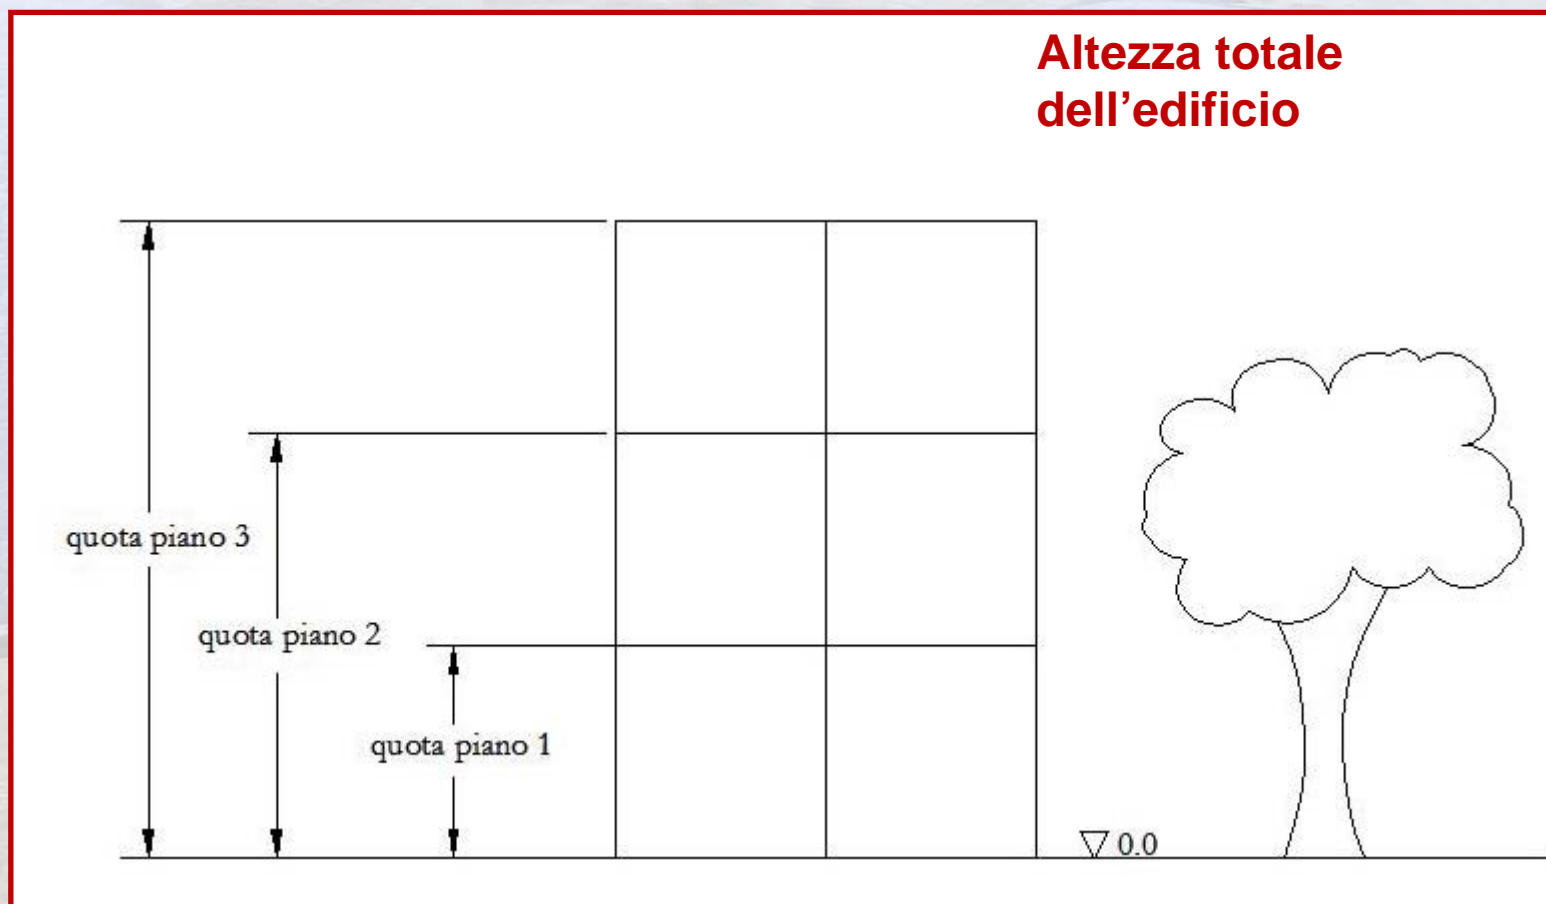 Altezza totale
dell’edificio
quota piano 3
quota piano 2
quota piano 1
0.0